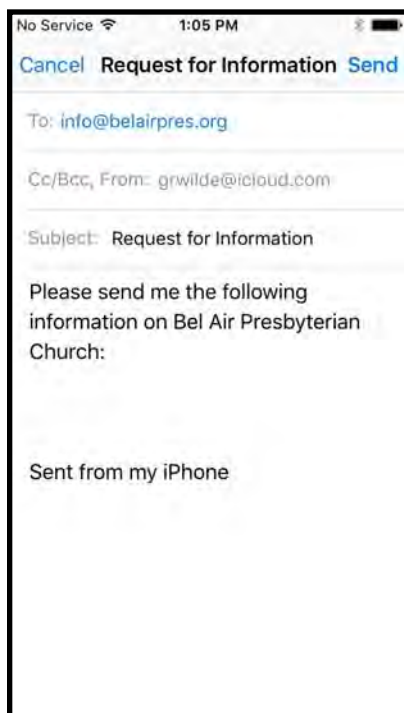 No Service 1:05 PM
Cancel Request for Information Send
To: info@belairpres.org
Cc/Bcc, From: grwilde@icloud.com
Subject: Request for Information
Please send me the following
information on Bel Air Presbyterian
Church:
Sent from my iPhone